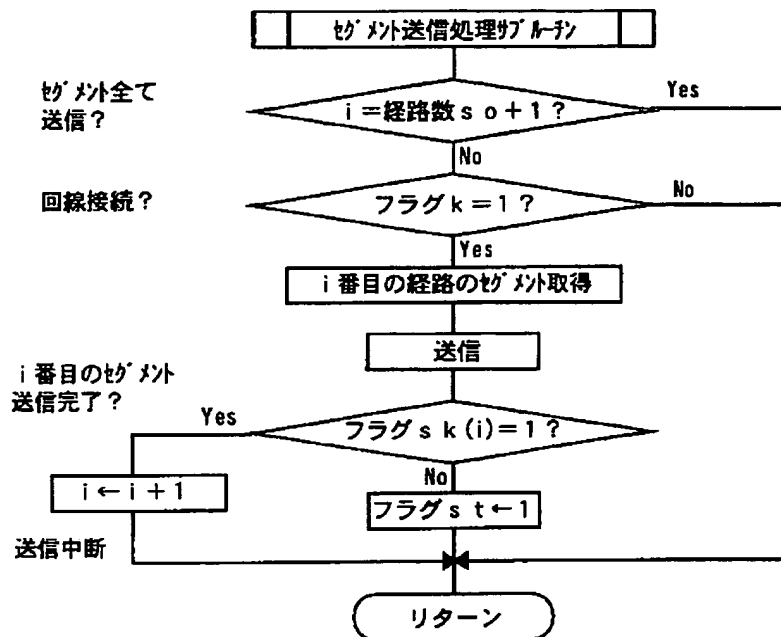 セグメント送信処理サブルーチン
セグメント全て
送信？
i＝経路数so＋1？
Yes
No
回線接続？
フラグk＝1？
No
Yes
i番目の経路のセグメント取得
送信
i番目のセグメント
送信完了？
Yes
フラグsk(i)=1？
No
i←i＋1
フラグst←1
送信中断
リターン